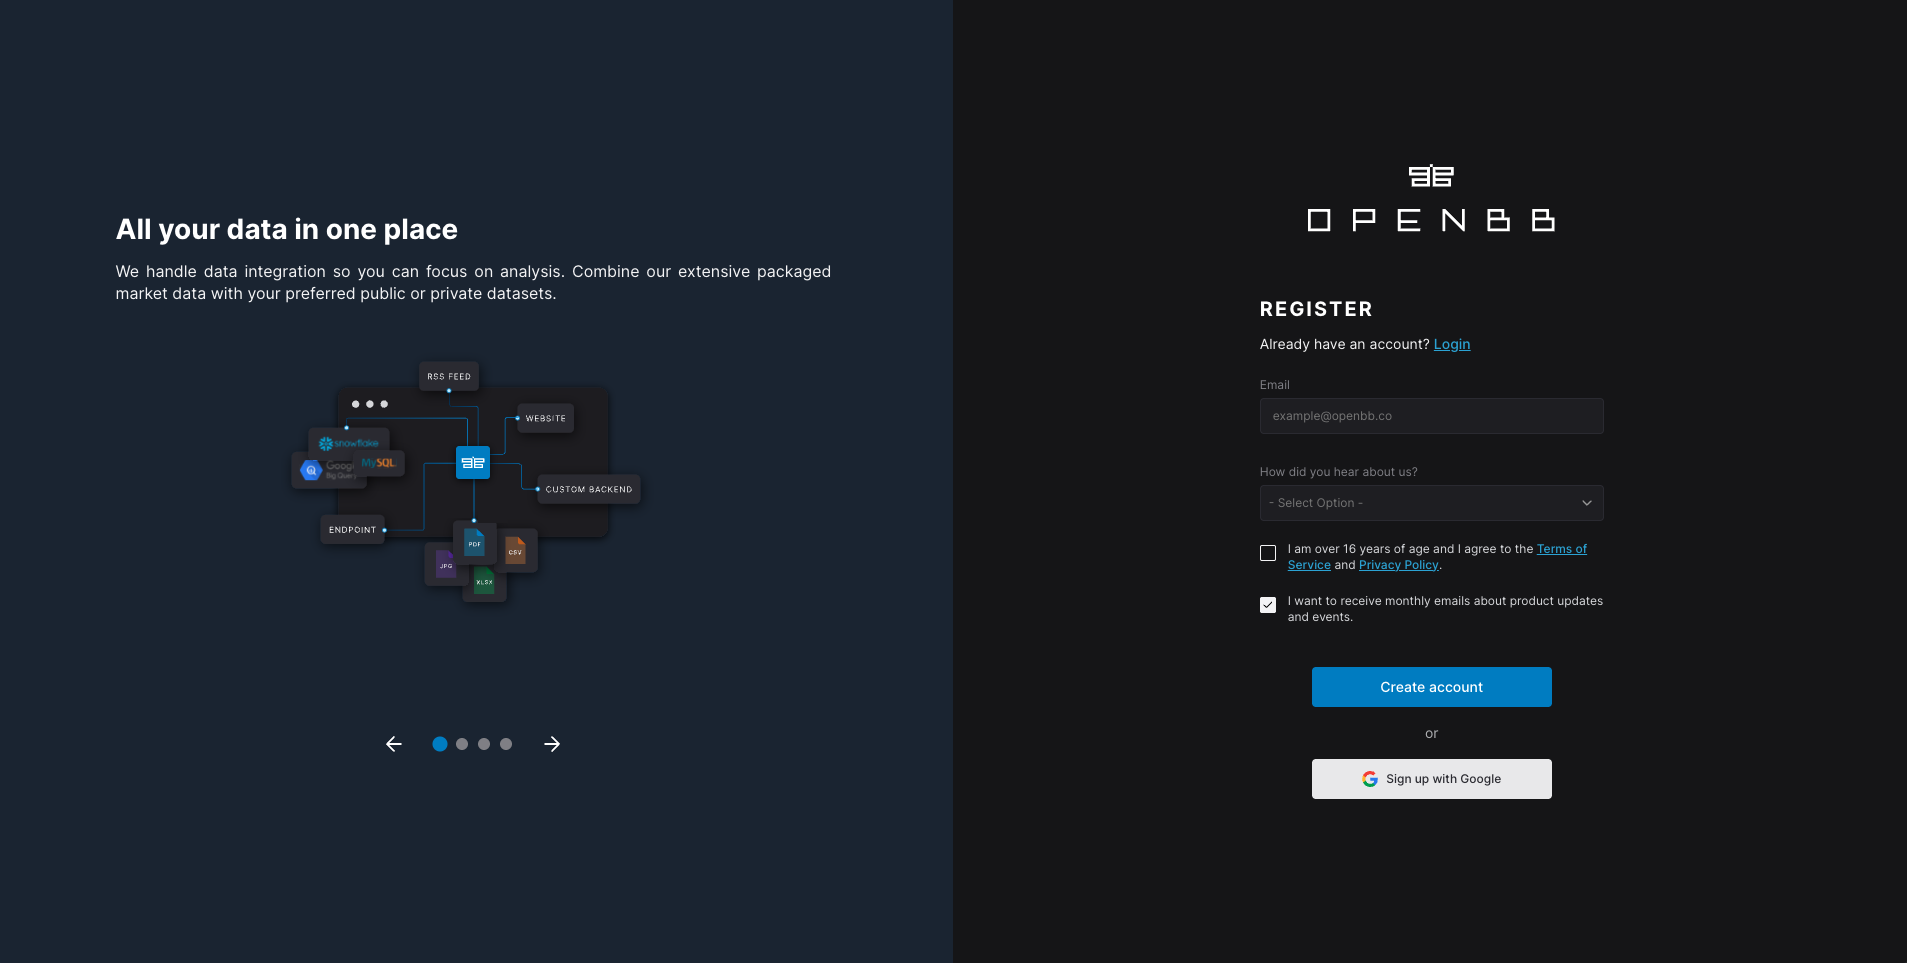 All your data in one place
We handle data integration so you can focus on analysis. Combine our extensive packaged
market data with your preferred public or private datasets.
RSS FEED
WEBSITE
snowflake
Google
Big Query
MySQL
CUSTOM BACKEND
ENDPOINT
PDF
CSV
JPG
XLSX
OPENBB
REGISTER
Already have an account? Login
Email
example@openbb.co
How did you hear about us?
- Select Option -
I am over 16 years of age and I agree to the Terms of
Service and Privacy Policy.
I want to receive monthly emails about product updates
and events.
Create account
or
Sign up with Google